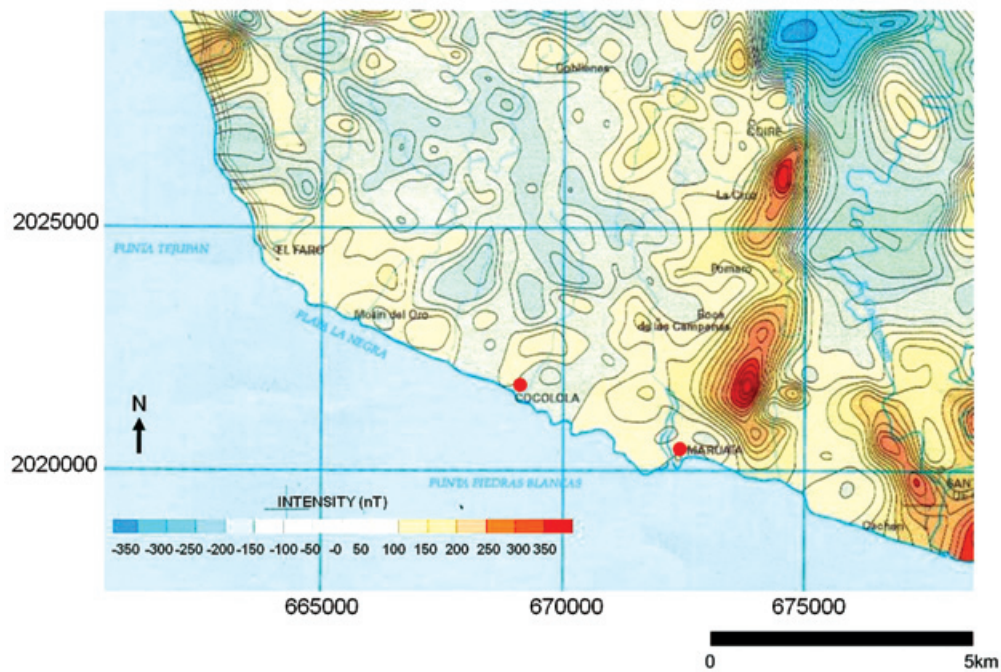 COIRE
La Cruz
2025000
PUNTA TEJUPAN
EL FARO
Pomaro
Molin del Oro
Boca
de las Campanas
PLAYA LA NEGRA
N
COCOLOLA
MARUATA
2020000
PUNTA PIEDRAS BLANCAS
INTENSITY (nT)
SAN
Cachan
-350 -300 -250 -200 -150 -100 -50 -0 50 100 150 200 250 300 350
665000 670000 675000
0 5km